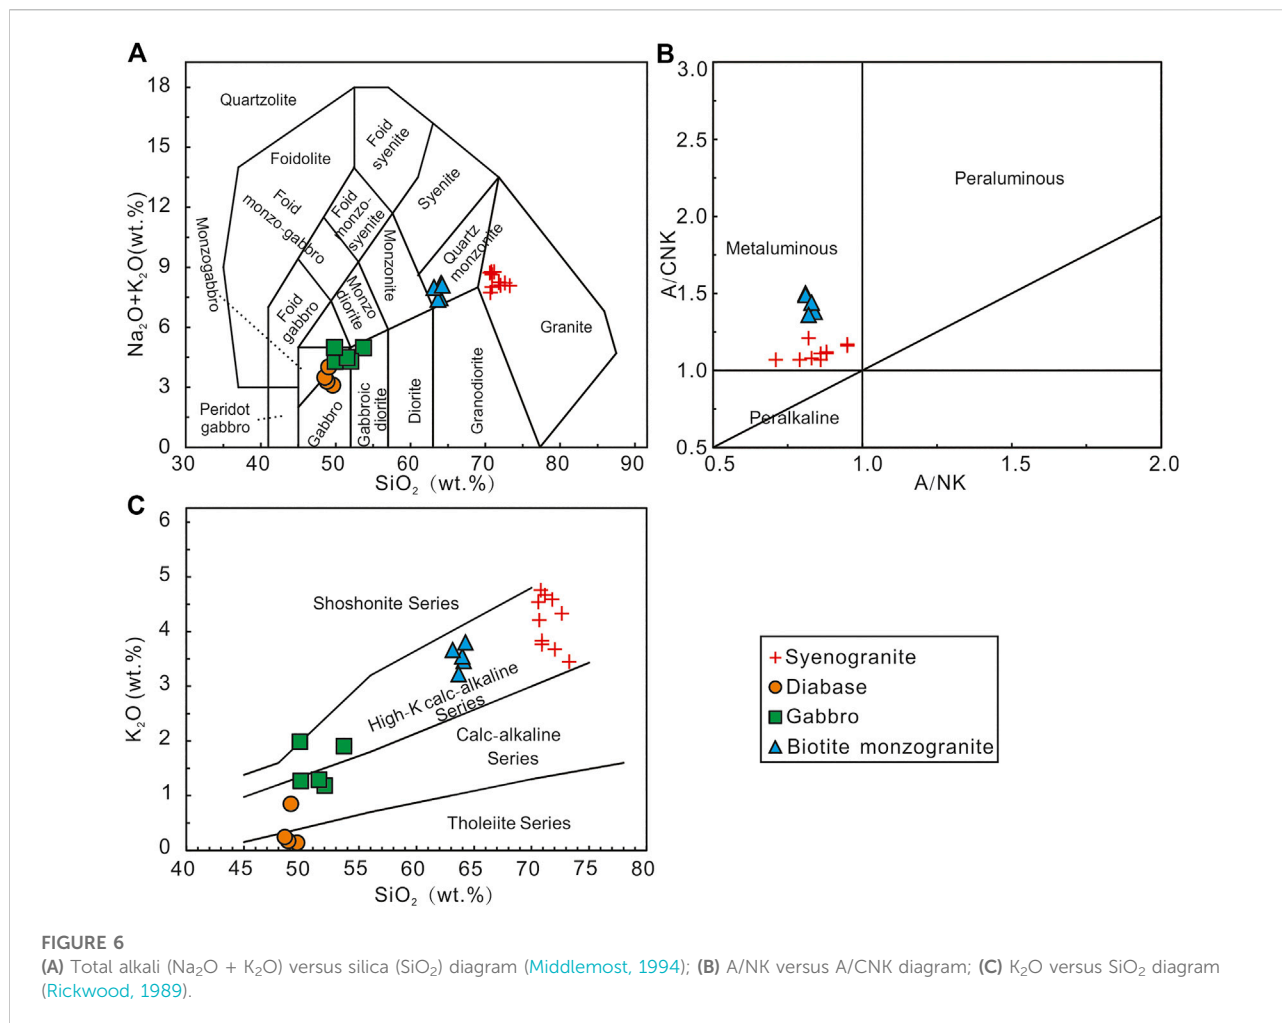 A
Na₂O+K₂O(wt.%)
18
15
12
9
6
3
0
Quartzolite
Foidolite
Foid
syenite
Foid
monzo-gabbro
Foid
monzo-
syenite
Syenite
Monzogabbro
Monzonite
Quartz
monzonite
Foid
gabbro
Monzo
diorite
Granite
Peridot
gabbro
Gabbro
Gabbroic
diorite
Diorite
Granodiorite
30
40
50
60
70
80
90
SiO₂ (wt.%)
B
A/CNK
3.0
2.5
2.0
1.5
1.0
0.5
Peraluminous
Metaluminous
Peralkaline
0.5
1.0
1.5
2.0
A/NK
C
K₂O (wt.%)
6
5
4
3
2
1
0
Shoshonite Series
High-K calc-alkaline
Series
Calc-alkaline
Series
Tholeiite Series
40
45
50
55
60
65
70
75
80
SiO₂ (wt.%)
Syenogranite
Diabase
Gabbro
Biotite monzogranite
FIGURE 6
(A) Total alkali (Na₂O + K₂O) versus silica (SiO₂) diagram (Middlemost, 1994); (B) A/NK versus A/CNK diagram; (C) K₂O versus SiO₂ diagram
(Rickwood, 1989).